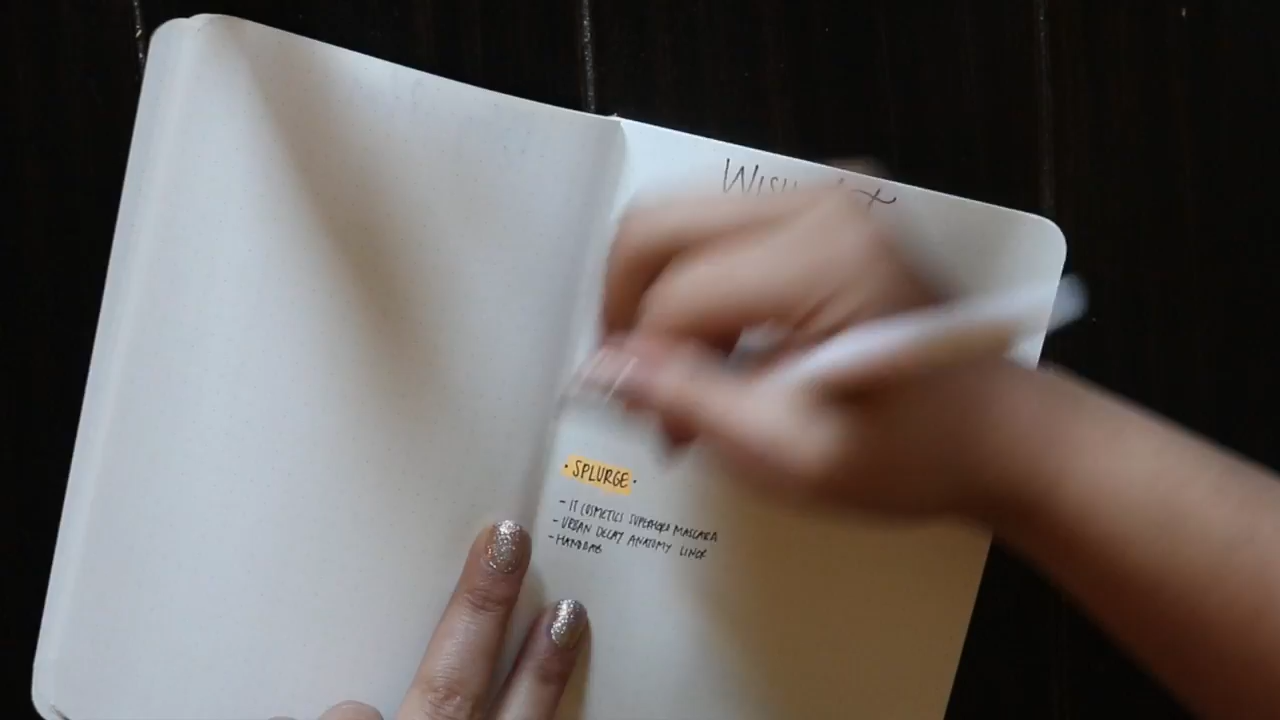 WISH
· SPLURGE ·
- IT COSMETICS SUPERHERO MASCARA
- URBAN DECAY ANATOMY LINER
- HANDBAG